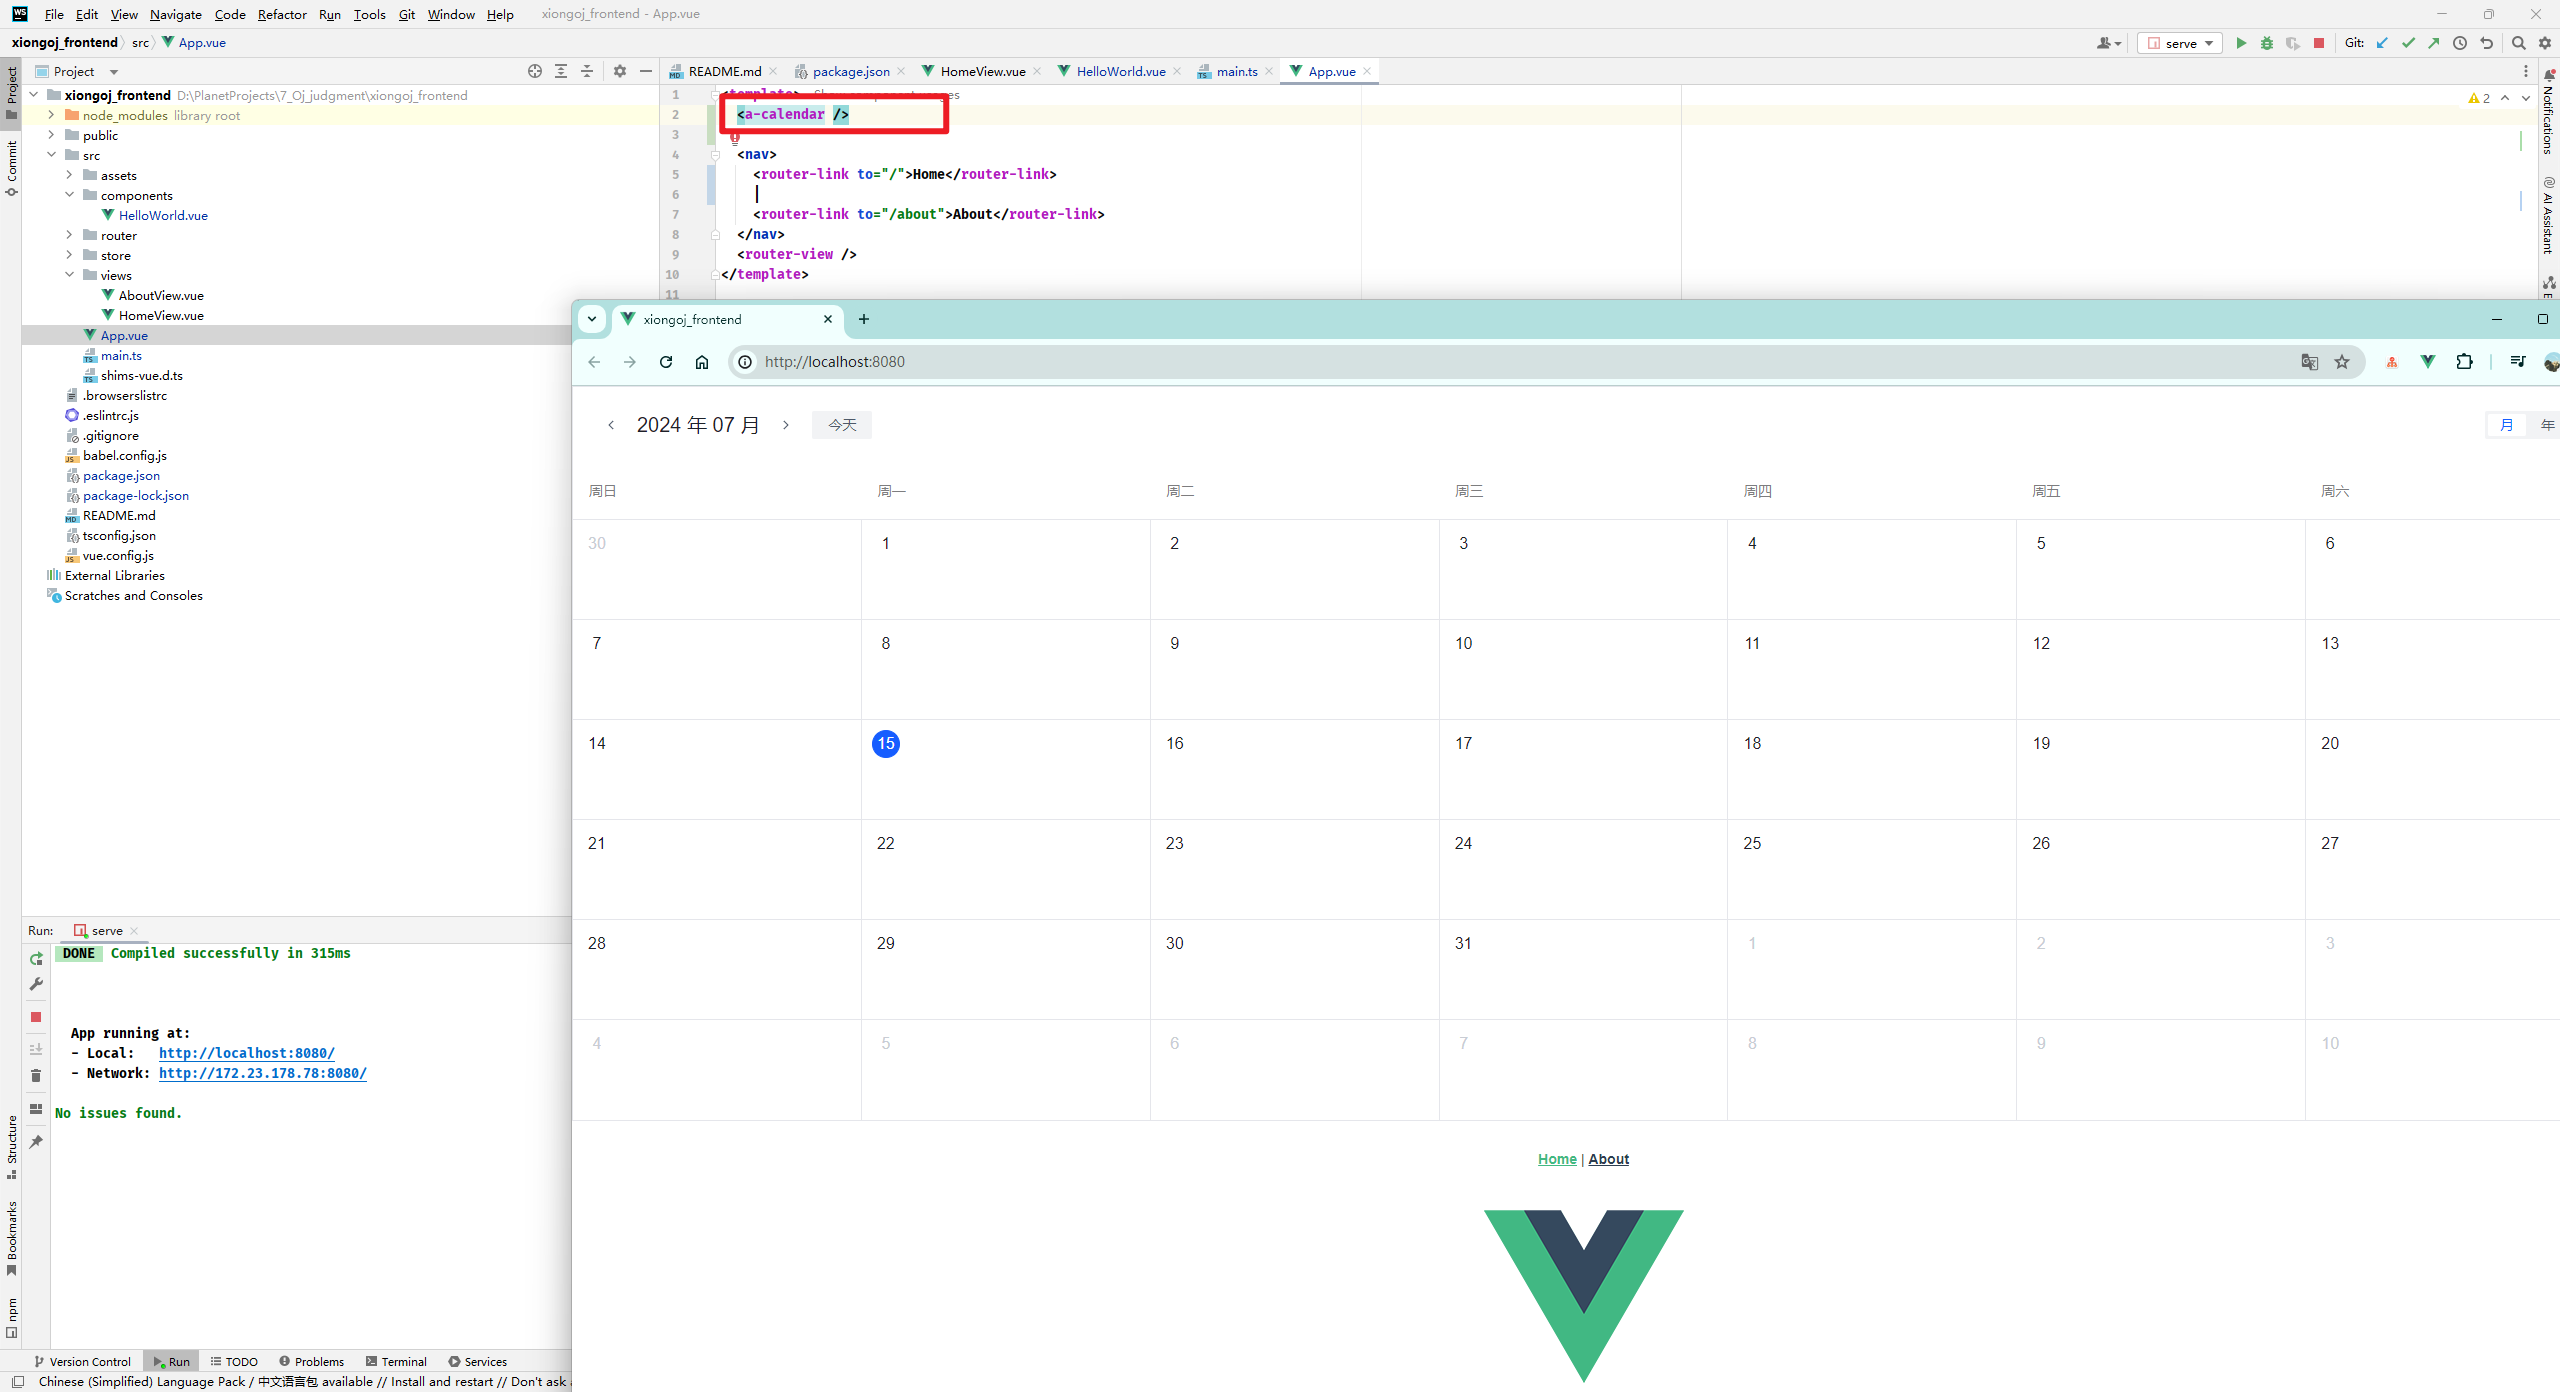 WS File Edit View Navigate Code Refactor Run Tools Git Window Help xiongoj_frontend - App.vue
xiongoj_frontend src App.vue
serve Git:
Project
README.md package.json HomeView.vue HelloWorld.vue main.ts App.vue
xiongoj_frontend D:\PlanetProjects\7_Oj_judgment\xiongoj_frontend
node_modules library root
public
src
assets
components
HelloWorld.vue
router
store
views
AboutView.vue
HomeView.vue
App.vue
main.ts
shims-vue.d.ts
.browserslistrc
.eslintrc.js
.gitignore
babel.config.js
package.json
package-lock.json
README.md
tsconfig.json
vue.config.js
External Libraries
Scratches and Consoles
Project
Commit
Structure
Bookmarks
npm
1
2 <a-calendar />
3
4 <nav>
5 <router-link to="/">Home</router-link>
6 |
7 <router-link to="/about">About</router-link>
8 </nav>
9 <router-view />
10 </template>
11
2
Notifications
AI Assistant
xiongoj_frontend
http://localhost:8080
2024 年 07 月 今天 月 年
周日 周一 周二 周三 周四 周五 周六
30 1 2 3 4 5 6
7 8 9 10 11 12 13
14 15 16 17 18 19 20
21 22 23 24 25 26 27
28 29 30 31 1 2 3
4 5 6 7 8 9 10
Home | About
Run: serve
DONE Compiled successfully in 315ms
App running at:
- Local: http://localhost:8080/
- Network: http://172.23.178.78:8080/
No issues found.
Version Control Run TODO Problems Terminal Services
Chinese (Simplified) Language Pack / 中文语言包 available // Install and restart // Don't ask